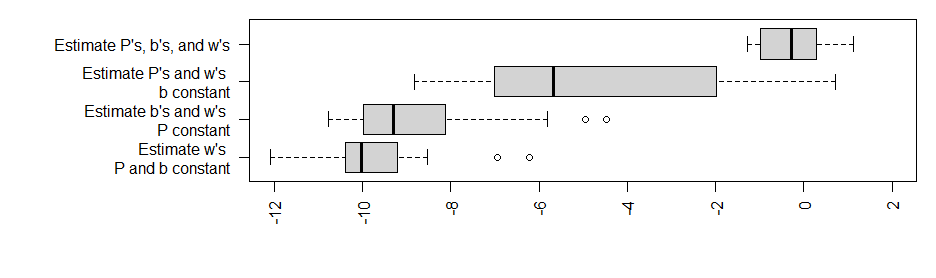 Estimate P's, b's, and w's
Estimate P's and w's
b constant
Estimate b's and w's
P constant
Estimate w's
P and b constant
-12
-10
-8
-6
-4
-2
0
2